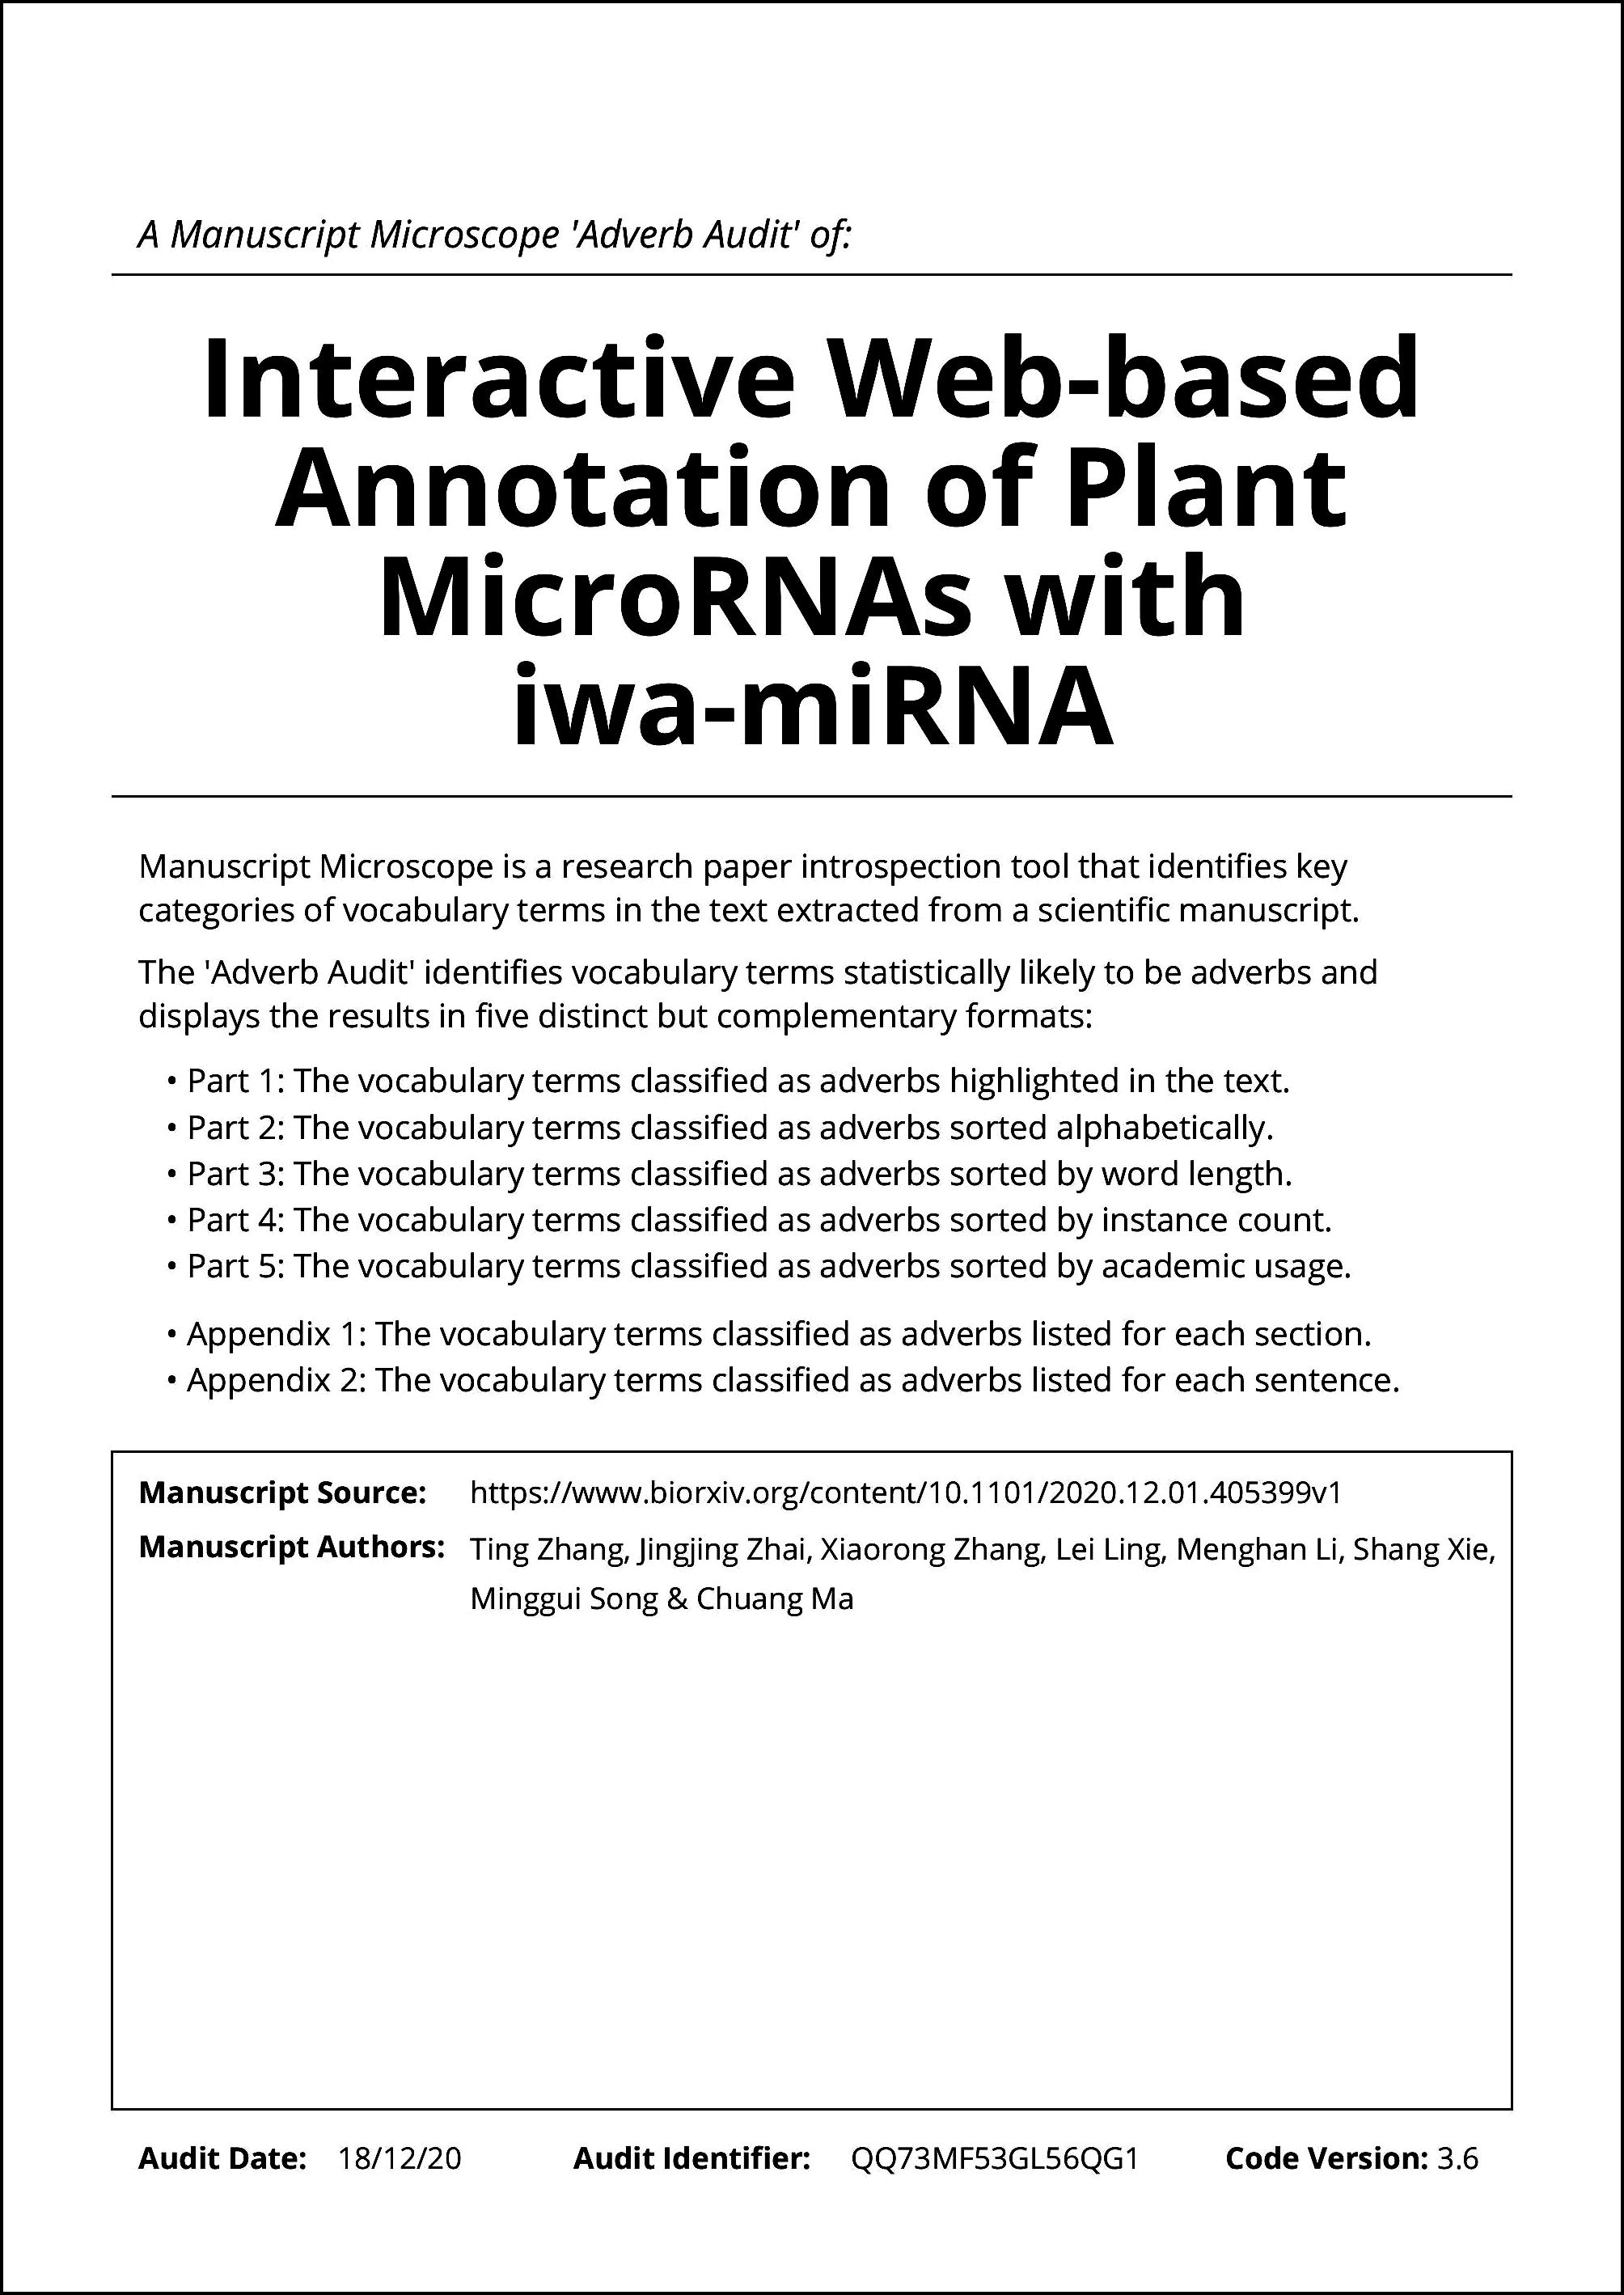 A Manuscript Microscope 'Adverb Audit' of:
Interactive Web-based
Annotation of Plant
MicroRNAs with
iwa-miRNA
Manuscript Microscope is a research paper introspection tool that identifies key
categories of vocabulary terms in the text extracted from a scientific manuscript.
The 'Adverb Audit' identifies vocabulary terms statistically likely to be adverbs and
displays the results in five distinct but complementary formats:
• Part 1: The vocabulary terms classified as adverbs highlighted in the text.
• Part 2: The vocabulary terms classified as adverbs sorted alphabetically.
• Part 3: The vocabulary terms classified as adverbs sorted by word length.
• Part 4: The vocabulary terms classified as adverbs sorted by instance count.
• Part 5: The vocabulary terms classified as adverbs sorted by academic usage.
• Appendix 1: The vocabulary terms classified as adverbs listed for each section.
• Appendix 2: The vocabulary terms classified as adverbs listed for each sentence.
Manuscript Source: https://www.biorxiv.org/content/10.1101/2020.12.01.405399v1
Manuscript Authors: Ting Zhang, Jingjing Zhai, Xiaorong Zhang, Lei Ling, Menghan Li, Shang Xie,
Minggui Song & Chuang Ma
Audit Date: 18/12/20 Audit Identifier: QQ73MF53GL56QG1 Code Version: 3.6